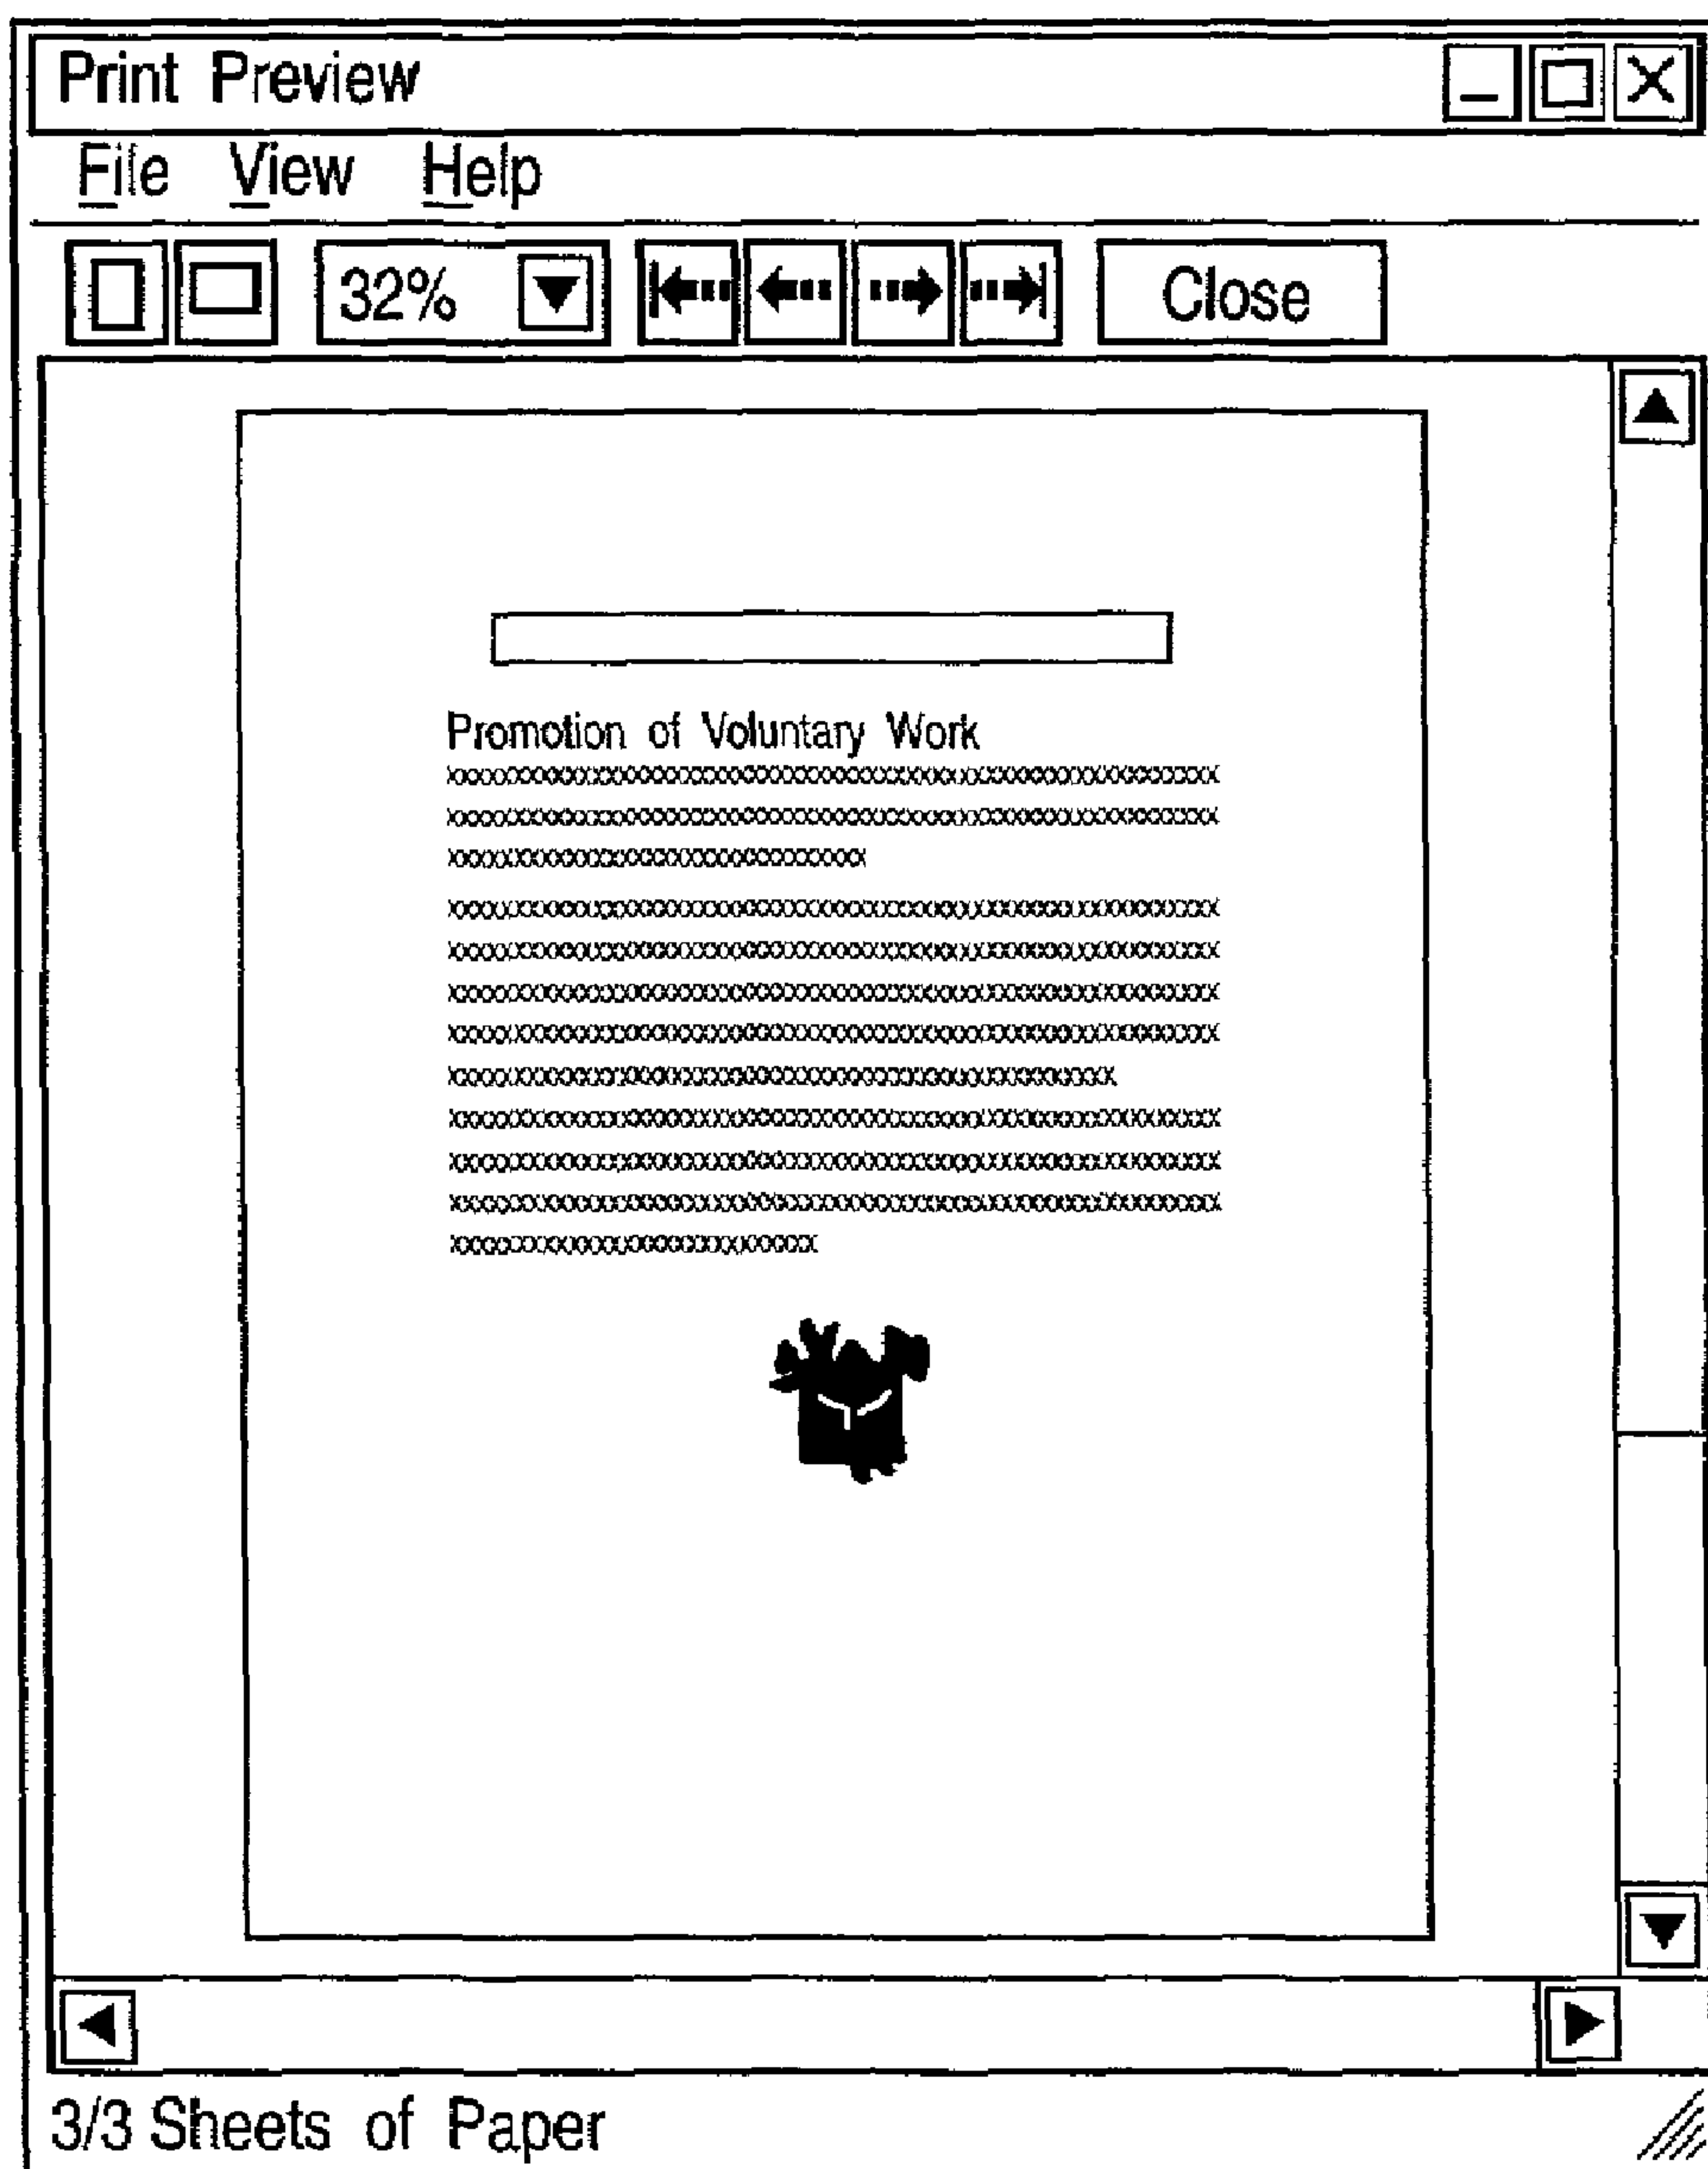 Print Preview
File View Help
32% Close
Promotion of Voluntary Work
3/3 Sheets of Paper